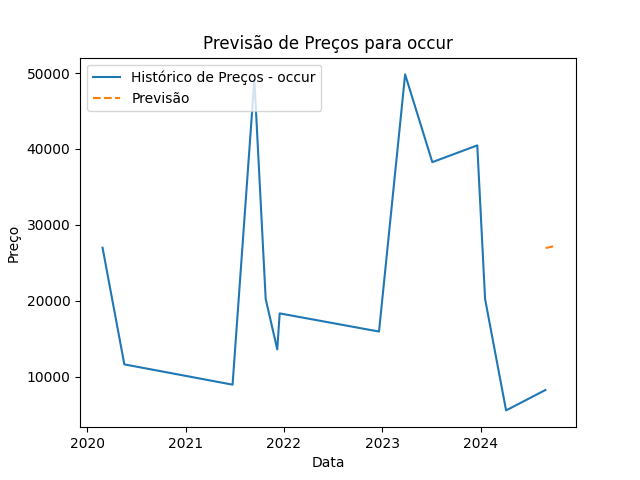 Previsão de Preços para occur
Histórico de Preços - occur
Previsão
50000
40000
30000
20000
10000
Preço
2020 2021 2022 2023 2024
Data